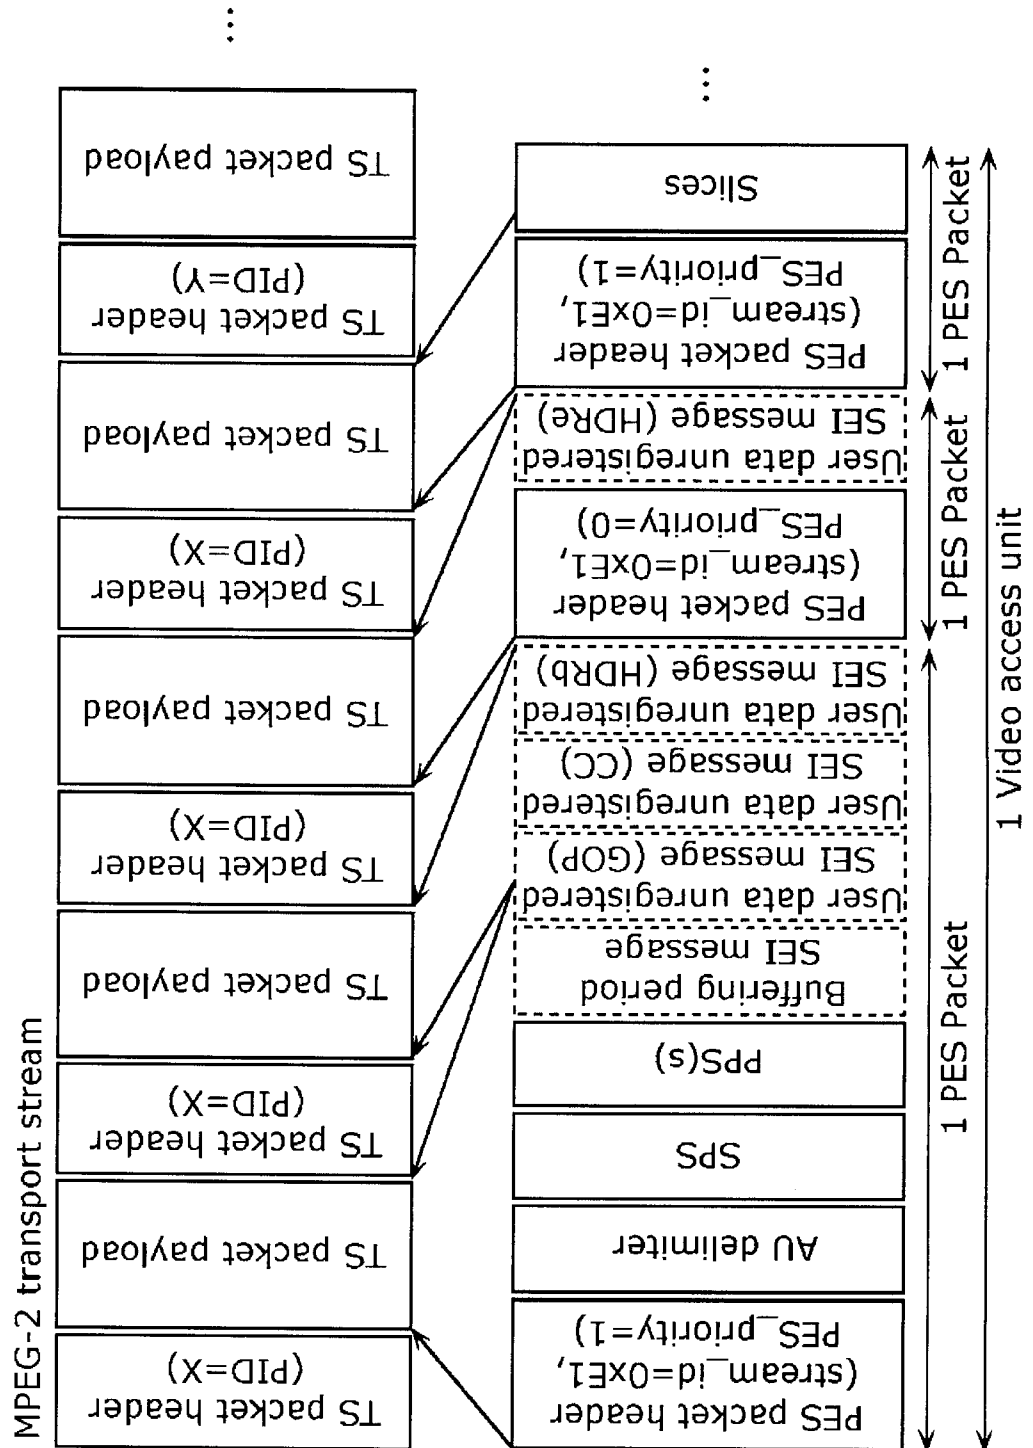 MPEG-2 transport stream
TS packet header
(PID=X)
TS packet payload
TS packet header
(PID=X)
TS packet payload
TS packet header
(PID=X)
TS packet payload
TS packet header
(PID=X)
TS packet payload
TS packet header
(PID=Y)
TS packet payload
...
PES packet header
(stream_id=0xE1,
PES_priority=1)
AU delimiter
SPS
PPS(s)
Buffering period
SEI message
User data unregistered
SEI message (GOP)
User data unregistered
SEI message (CC)
User data unregistered
SEI message (HDRb)
PES packet header
(stream_id=0xE1,
PES_priority=0)
User data unregistered
SEI message (HDRe)
PES packet header
(stream_id=0xE1,
PES_priority=1)
Slices
...
1 PES Packet
1 PES Packet
1 PES Packet
1 Video access unit